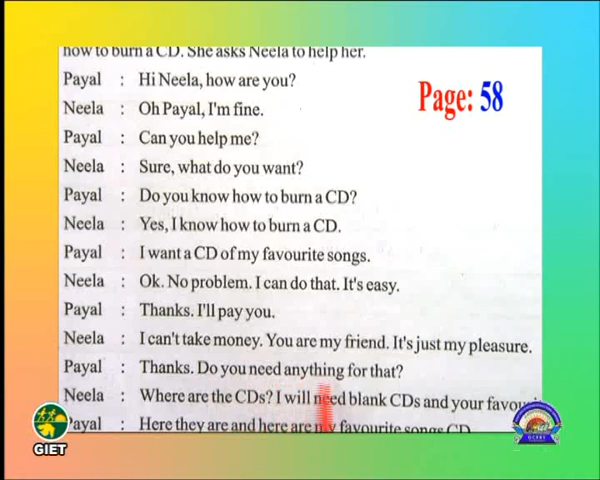 how to burn a CD. She asks Neela to help her.
Payal : Hi Neela, how are you?
Page: 58
Neela : Oh Payal, I'm fine.
Payal : Can you help me?
Neela : Sure, what do you want?
Payal : Do you know how to burn a CD?
Neela : Yes, I know how to burn a CD.
Payal : I want a CD of my favourite songs.
Neela : Ok. No problem. I can do that. It's easy.
Payal : Thanks. I'll pay you.
Neela : I can't take money. You are my friend. It's just my pleasure.
Payal : Thanks. Do you need anything for that?
Neela : Where are the CDs? I will need blank CDs and your
Payal : Here they are and here are my favourite songs CD
GIET